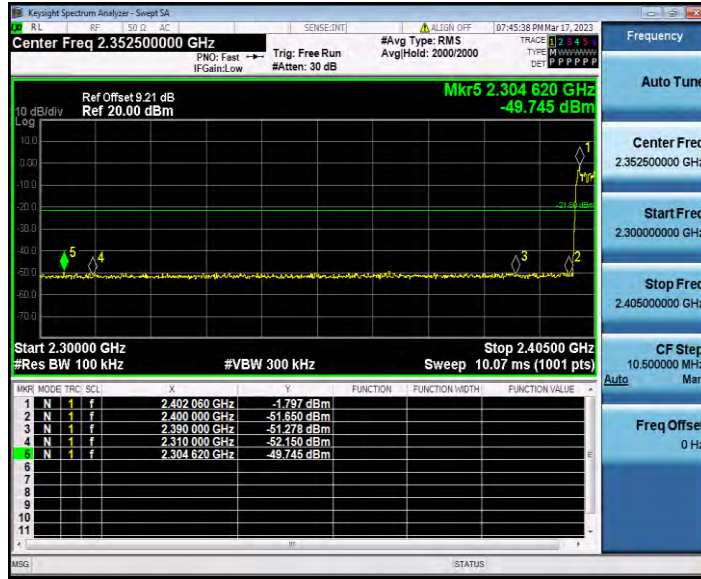 Keysight Spectrum Analyzer - Swept SA
RL RF 50 Ω AC SENSE:INT ALIGN OFF 07:45:38 PM Mar 17, 2023
Center Freq 2.352500000 GHz
PNO: Fast
IFGain:Low
Trig: Free Run
#Atten: 30 dB
#Avg Type: RMS
Avg|Hold: 2000/2000
TRACE 1 2 3 4 5 6
TYPE M WWWWW
DET P P P P P P
Frequency
Auto Tune
Ref Offset 9.21 dB
Ref 20.00 dBm
Mkr5 2.304 620 GHz
-49.745 dBm
10 dB/div
Log
10.0
0.00
-10.0
-20.0
-30.0
-40.0
-50.0
-60.0
-70.0
1
2
3
4
5
Start 2.30000 GHz
Stop 2.40500 GHz
#Res BW 100 kHz
#VBW 300 kHz
Sweep 10.07 ms (1001 pts)
MKR MODE TRC SCL X Y FUNCTION FUNCTION WIDTH FUNCTION VALUE
1 N 1 f 2.402 060 GHz -1.797 dBm
2 N 1 f 2.400 000 GHz -51.650 dBm
3 N 1 f 2.390 000 GHz -51.278 dBm
4 N 1 f 2.310 000 GHz -52.150 dBm
5 N 1 f 2.304 620 GHz -49.745 dBm
6
7
8
9
10
11
Center Freq
2.352500000 GHz
Start Freq
2.300000000 GHz
Stop Freq
2.405000000 GHz
CF Step
10.500000 MHz
Auto Man
Freq Offset
0 Hz
MSG
STATUS